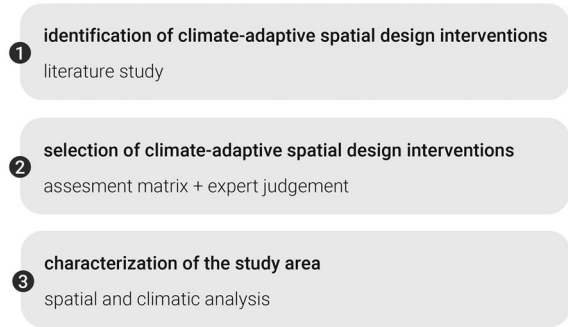 1
identification of climate-adaptive spatial design interventions
literature study
2
selection of climate-adaptive spatial design interventions
assesment matrix + expert judgement
3
characterization of the study area
spatial and climatic analysis